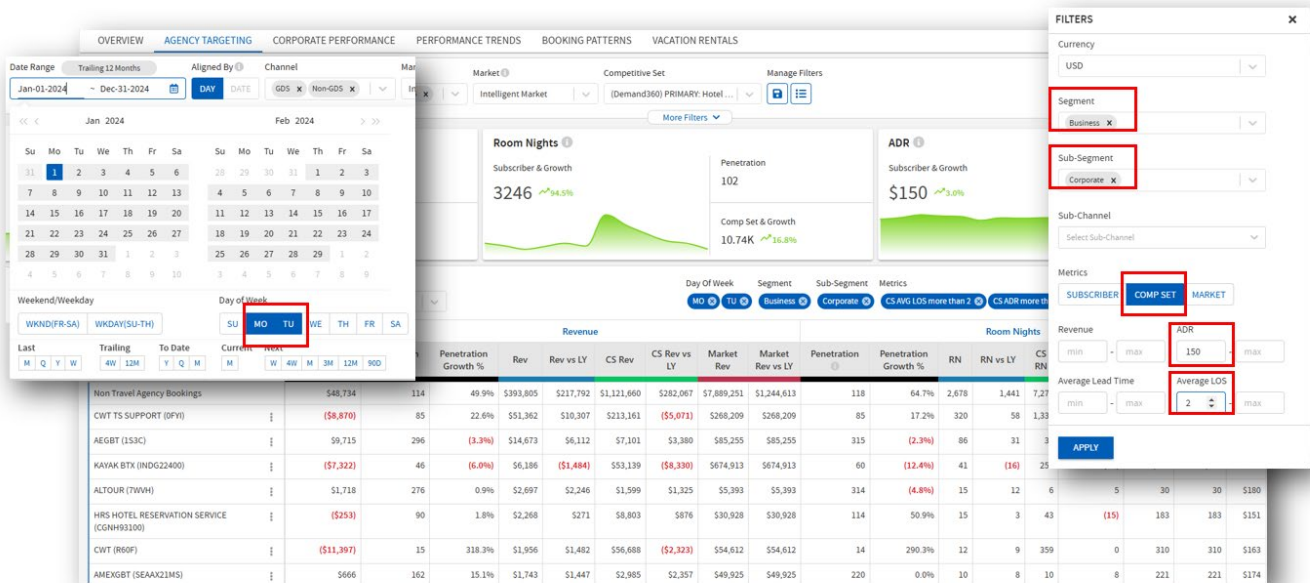 OVERVIEW AGENCY TARGETING CORPORATE PERFORMANCE PERFORMANCE TRENDS BOOKING PATTERNS VACATION RENTALS
Date Range Trailing 12 Months Aligned By Channel
Jan-01-2024 ~ Dec-31-2024 DAY DATE GDS x Non-GDS x
Jan 2024 Feb 2024
Su Mo Tu We Th Fr Sa Su Mo Tu We Th Fr Sa
31 1 2 3 4 5 6 28 29 30 31 1 2 3
7 8 9 10 11 12 13 4 5 6 7 8 9 10
14 15 16 17 18 19 20 11 12 13 14 15 16 17
21 22 23 24 25 26 27 18 19 20 21 22 23 24
28 29 30 31 1 2 3 25 26 27 28 29 1 2
4 5 6 7 8 9 10 3 4 5 6 7 8 9
Weekend/Weekday Day of Week
WKND(FR-SA) WKDAY(SU-TH) SU MO TU WE TH FR SA
Last Trailing To Date Current Next
M Q Y W 4W 12M Y Q M M W 4W M 3M 12M 90D
Market Competitive Set Manage Filters
Intelligent Market (Demand360) PRIMARY: Hotel ...
More Filters
Room Nights
Subscriber & Growth Penetration
3246 94.5% 102
Comp Set & Growth
10.74K 16.8%
ADR
Subscriber & Growth
$150 3.0%
Day Of Week Segment Sub-Segment Metrics
MO TU Business Corporate CS AVG LOS more than 2 CS ADR more
Revenue Room Nights
Penetration Growth % Rev Rev vs LY CS Rev CS Rev vs LY Market Rev Market Rev vs LY Penetration Penetration Growth % RN RN vs LY CS RN
Non Travel Agency Bookings $48,734 114 49.9% $393,805 $217,792 $1,121,660 $282,067 $7,889,251 $1,244,613 118 64.7% 2,678 1,441
CWT TS SUPPORT (0FYI) ($8,870) 85 22.6% $51,362 $10,307 $213,161 ($5,071) $268,209 $268,209 85 17.2% 320 58
AEGBT (1S3C) $9,715 296 (3.3%) $14,673 $6,112 $7,101 $3,380 $85,255 $85,255 315 (2.3%) 86 31
KAYAK BTX (INDG22400) ($7,322) 46 (6.0%) $6,186 ($1,484) $53,139 ($8,330) $674,913 $674,913 60 (12.4%) 41 (16)
ALTOUR (7WVH) $1,718 276 0.9% $2,697 $2,246 $1,599 $1,325 $5,393 $5,393 314 (4.8%) 15 12 6 5 30 30 $180
HRS HOTEL RESERVATION SERVICE ($253) 90 1.8% $2,268 $271 $8,803 $876 $30,928 $30,928 114 50.9% 15 3 43 (15) 183 183 $151
(CGNH93100)
CWT (R60F) ($11,397) 15 318.3% $1,956 $1,482 $56,688 ($2,323) $54,612 $54,612 14 290.3% 12 9 359 0 310 310 $163
AMEXGBT (SEAAX21MS) $666 162 15.1% $1,743 $1,447 $2,985 $2,357 $49,925 $49,925 220 0.0% 10 8 10 8 221 221 $174
FILTERS
Currency
USD
Segment
Business x
Sub-Segment
Corporate x
Sub-Channel
Select Sub-Channel
Metrics
SUBSCRIBER COMP SET MARKET
Revenue ADR
min - max 150 - max
Average Lead Time Average LOS
min - max 2 - max
APPLY